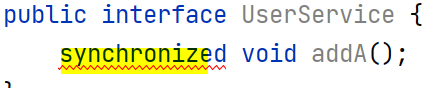 public interface UserService {
synchronized void addA();
}